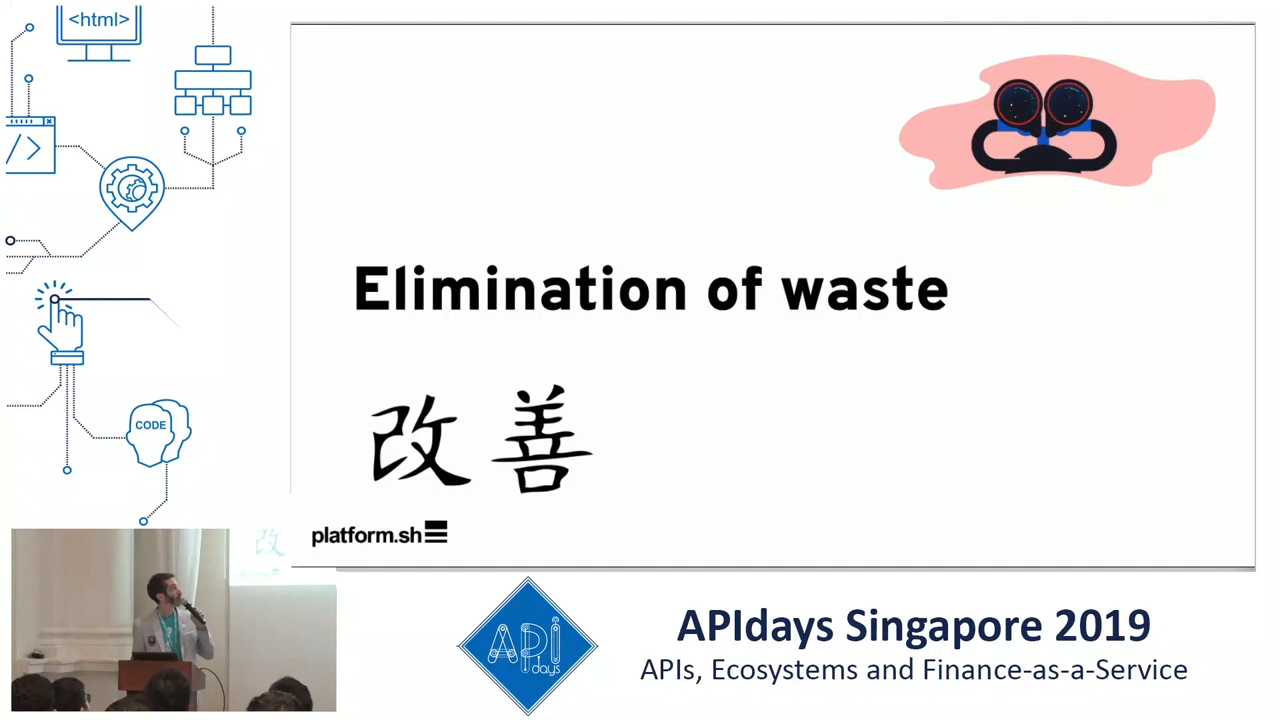 <html>
</>
CODE
Elimination of waste
改善
platform.sh
改
API
days
APIdays Singapore 2019
APIs, Ecosystems and Finance-as-a-Service